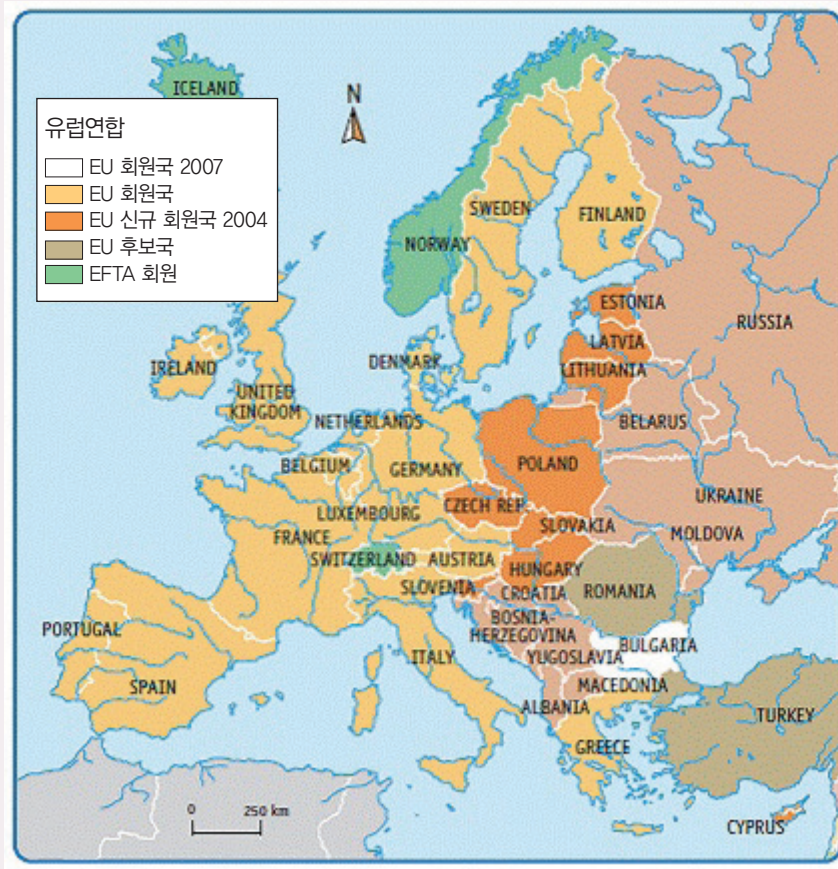 ICELAND
N
유럽연합
EU 회원국 2007
EU 회원국
EU 신규 회원국 2004
EU 후보국
EFTA 회원
SWEDEN
FINLAND
NORWAY
ESTONIA
RUSSIA
LATVIA
DENMARK
LITHUANIA
IRELAND
UNITED
KINGDOM
NETHERLANDS
BELARUS
BELGIUM
GERMANY
POLAND
UKRAINE
CZECH REP.
LUXEMBOURG
SLOVAKIA
MOLDOVA
FRANCE
SWITZERLAND
AUSTRIA
HUNGARY
SLOVENIA
CROATIA
ROMANIA
BOSNIA-
HERZEGOVINA
PORTUGAL
BULGARIA
ITALY
YUGOSLAVIA
SPAIN
MACEDONIA
ALBANIA
TURKEY
GREECE
0 250 km
CYPRUS